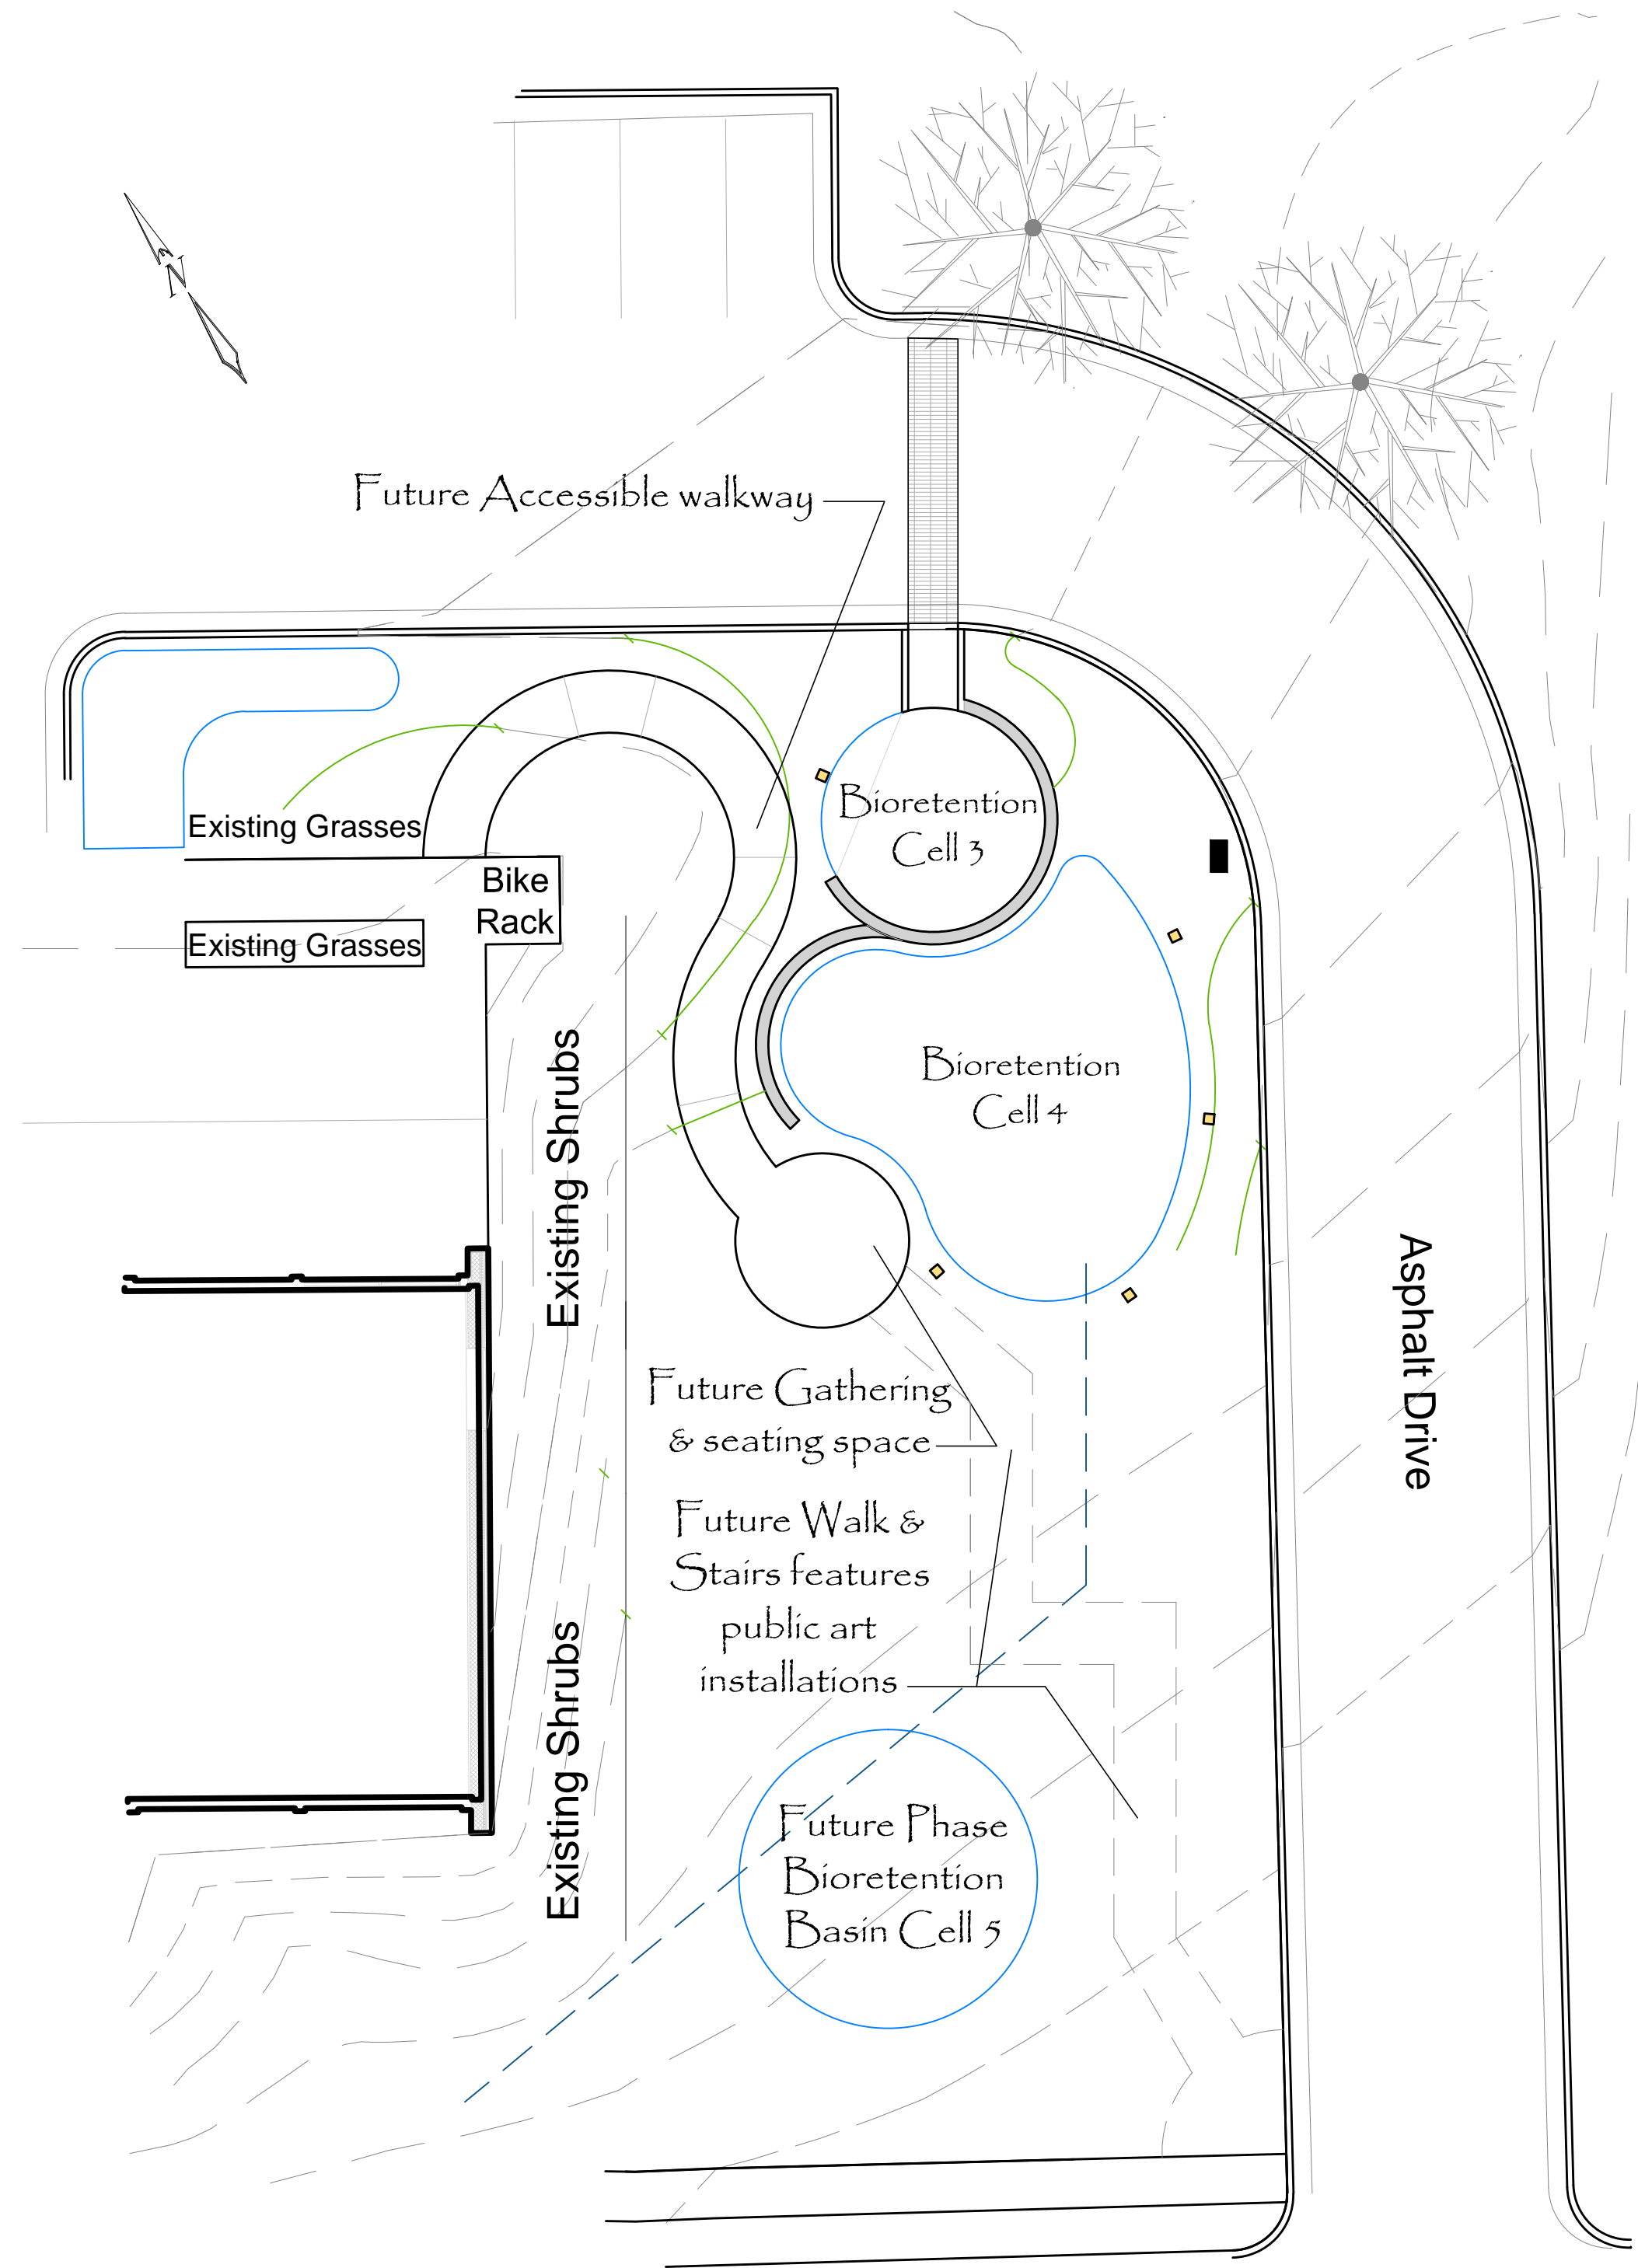 N
Future Accessible walkway
Bioretention
Cell 3
Existing Grasses
Bike
Rack
Existing Grasses
Bioretention
Cell 4
Existing Shrubs
Asphalt Drive
Future Gathering
& seating space
Future Walk &
Stairs features
public art
installations
Existing Shrubs
Future Phase
Bioretention
Basin Cell 5